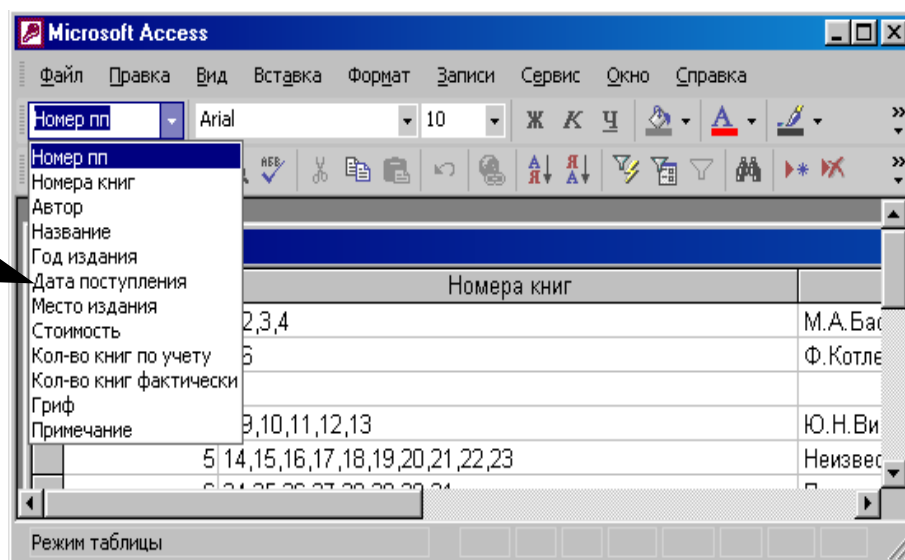 Microsoft Access
Файл Правка Вид Вставка Формат Записи Сервис Окно Справка
Номер пп Arial 10 Ж К Ч
Номер пп
Номера книг
Автор
Название
Год издания
Дата поступления
Место издания
Стоимость
Кол-во книг по учету
Кол-во книг фактически
Гриф
Примечание
Номера книг
2,3,4 М.А.Бас
6 Ф.Котле
9,10,11,12,13 Ю.Н.Ви
5 14,15,16,17,18,19,20,21,22,23 Неизвес
Режим таблицы